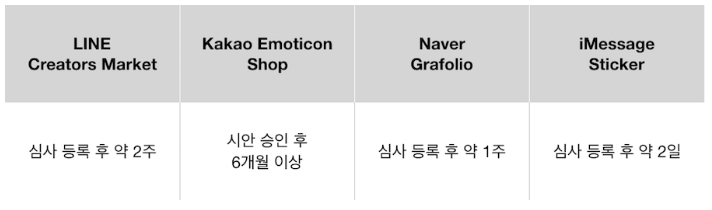 LINE
Creators Market
Kakao Emoticon
Shop
Naver
Grafolio
iMessage
Sticker
심사 등록 후 약 2주
시안 승인 후
6개월 이상
심사 등록 후 약 1주
심사 등록 후 약 2일